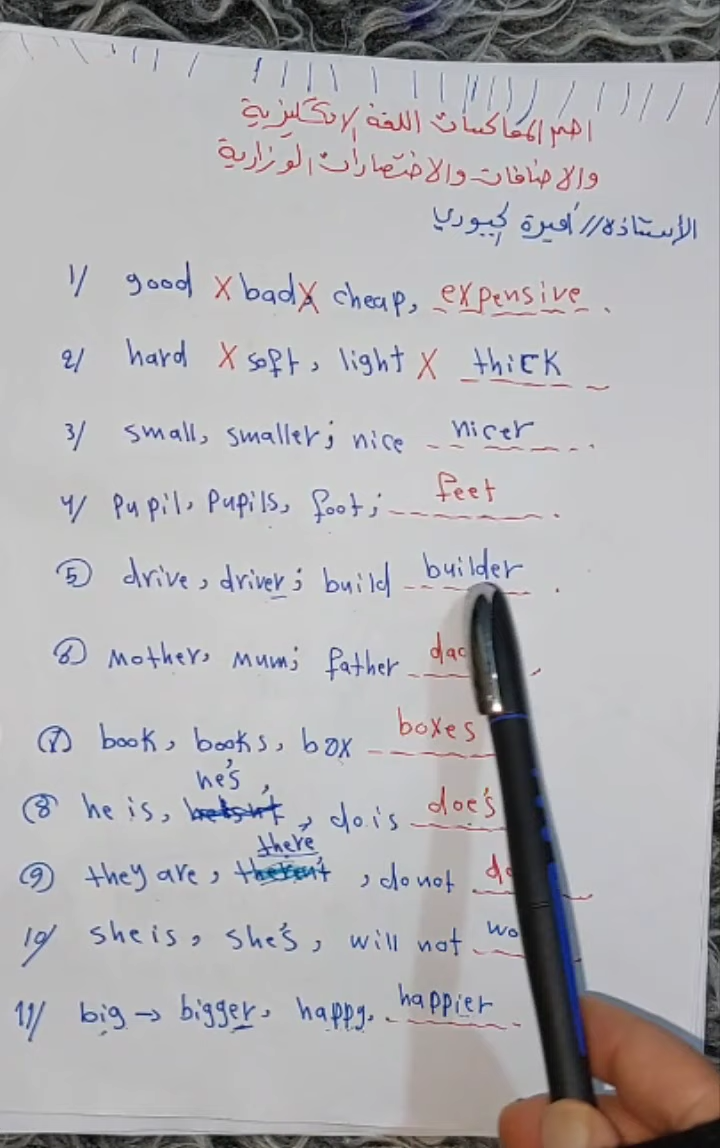 اهم المعاكسات اللغة الانكليزية
والاضافات والاختصارات الوزارية
الأستاذة // أميرة الجبوري
1/ good X bad X cheap, expensive .
2/ hard X soft, light X thick
3/ small, smaller; nice nicer .
4/ Pupil, Pupils, foot; feet .
5 drive, driver; build builder .
6 Mother, Mum; father
7 book, books, box boxes
8 he is, he's, do is doe's
9 they are, there , do not
10/ she is, she's, will not
11/ big → bigger, happy, happier .